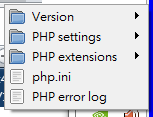 Version
PHP settings
PHP extensions
php.ini
PHP error log